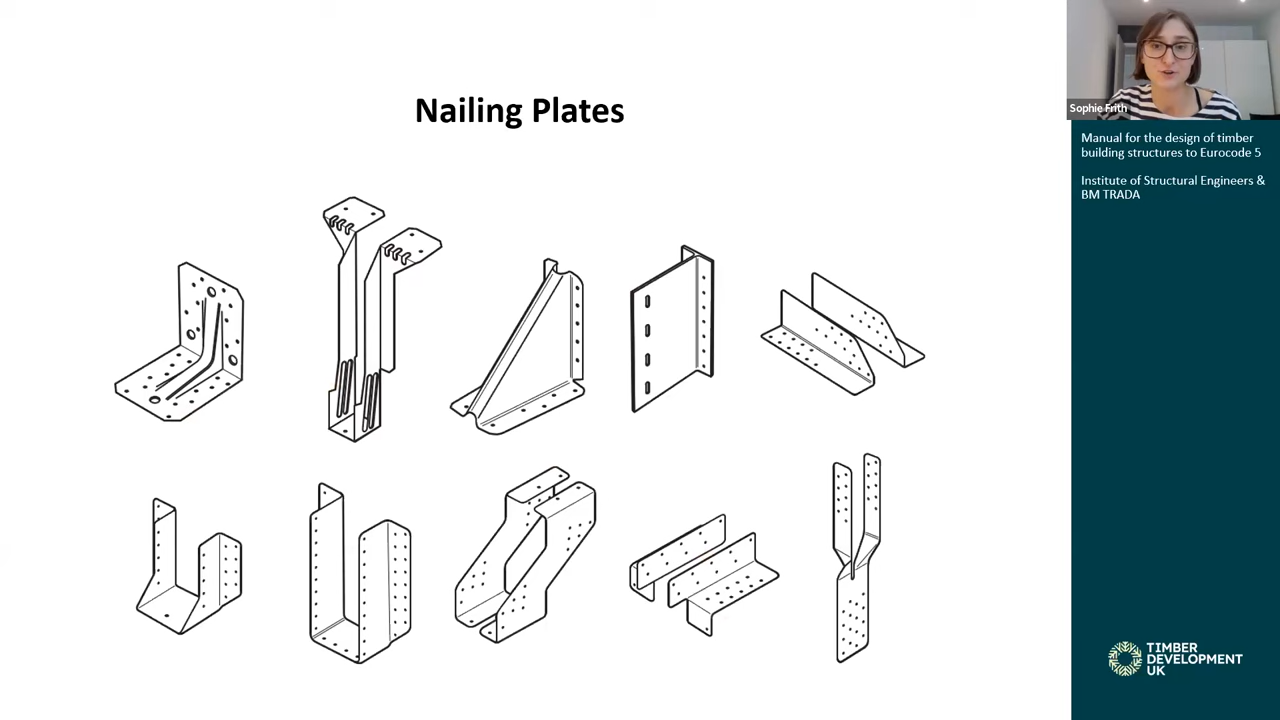 Nailing Plates
Sophie Frith
Manual for the design of timber
building structures to Eurocode 5
Institute of Structural Engineers &
BM TRADA
TIMBER
DEVELOPMENT
UK